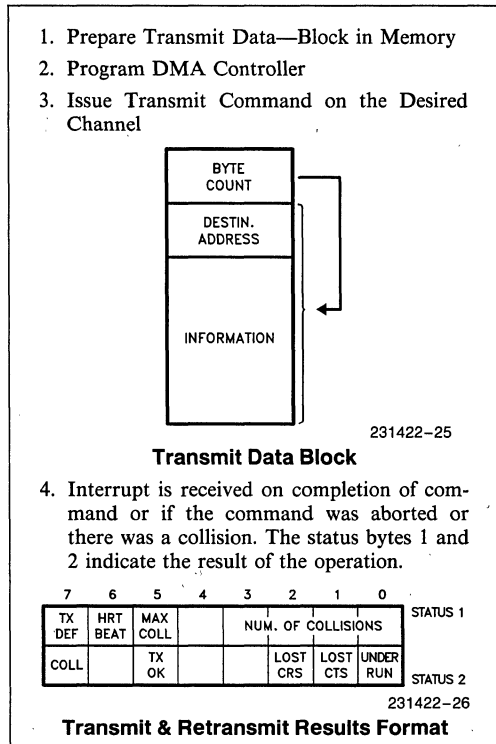 1. Prepare Transmit Data—Block in Memory
2. Program DMA Controller
3. Issue Transmit Command on the Desired
Channel
BYTE
COUNT
DESTIN.
ADDRESS
INFORMATION
231422–25
Transmit Data Block
4. Interrupt is received on completion of com-
mand or if the command was aborted or
there was a collision. The status bytes 1 and
2 indicate the result of the operation.
7 6 5 4 3 2 1 0
TX DEF HRT BEAT MAX COLL NUM. OF COLLISIONS STATUS 1
COLL TX OK LOST CRS LOST CTS UNDER RUN STATUS 2
231422–26
Transmit & Retransmit Results Format